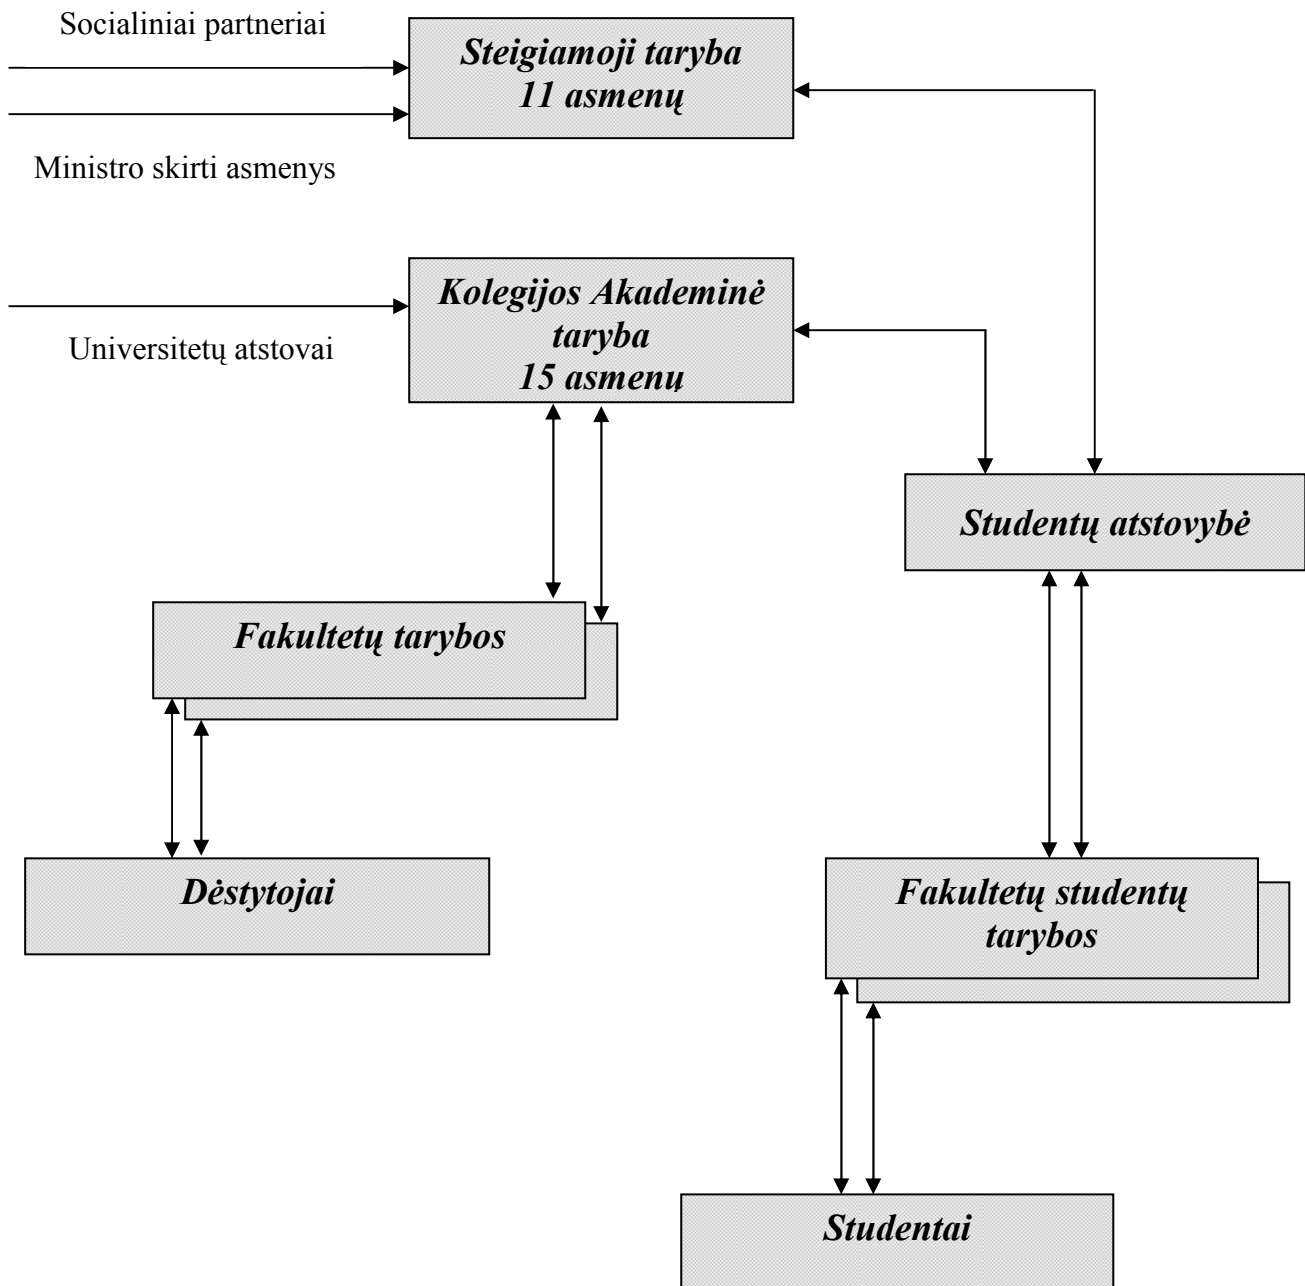 Socialiniai partneriai
Steigiamoji taryba
11 asmenų
Ministro skirti asmenys
Kolegijos Akademinė
taryba
15 asmenų
Universitetų atstovai
Studentų atstovybė
Fakultetų tarybos
Dėstytojai
Fakultetų studentų
tarybos
Studentai